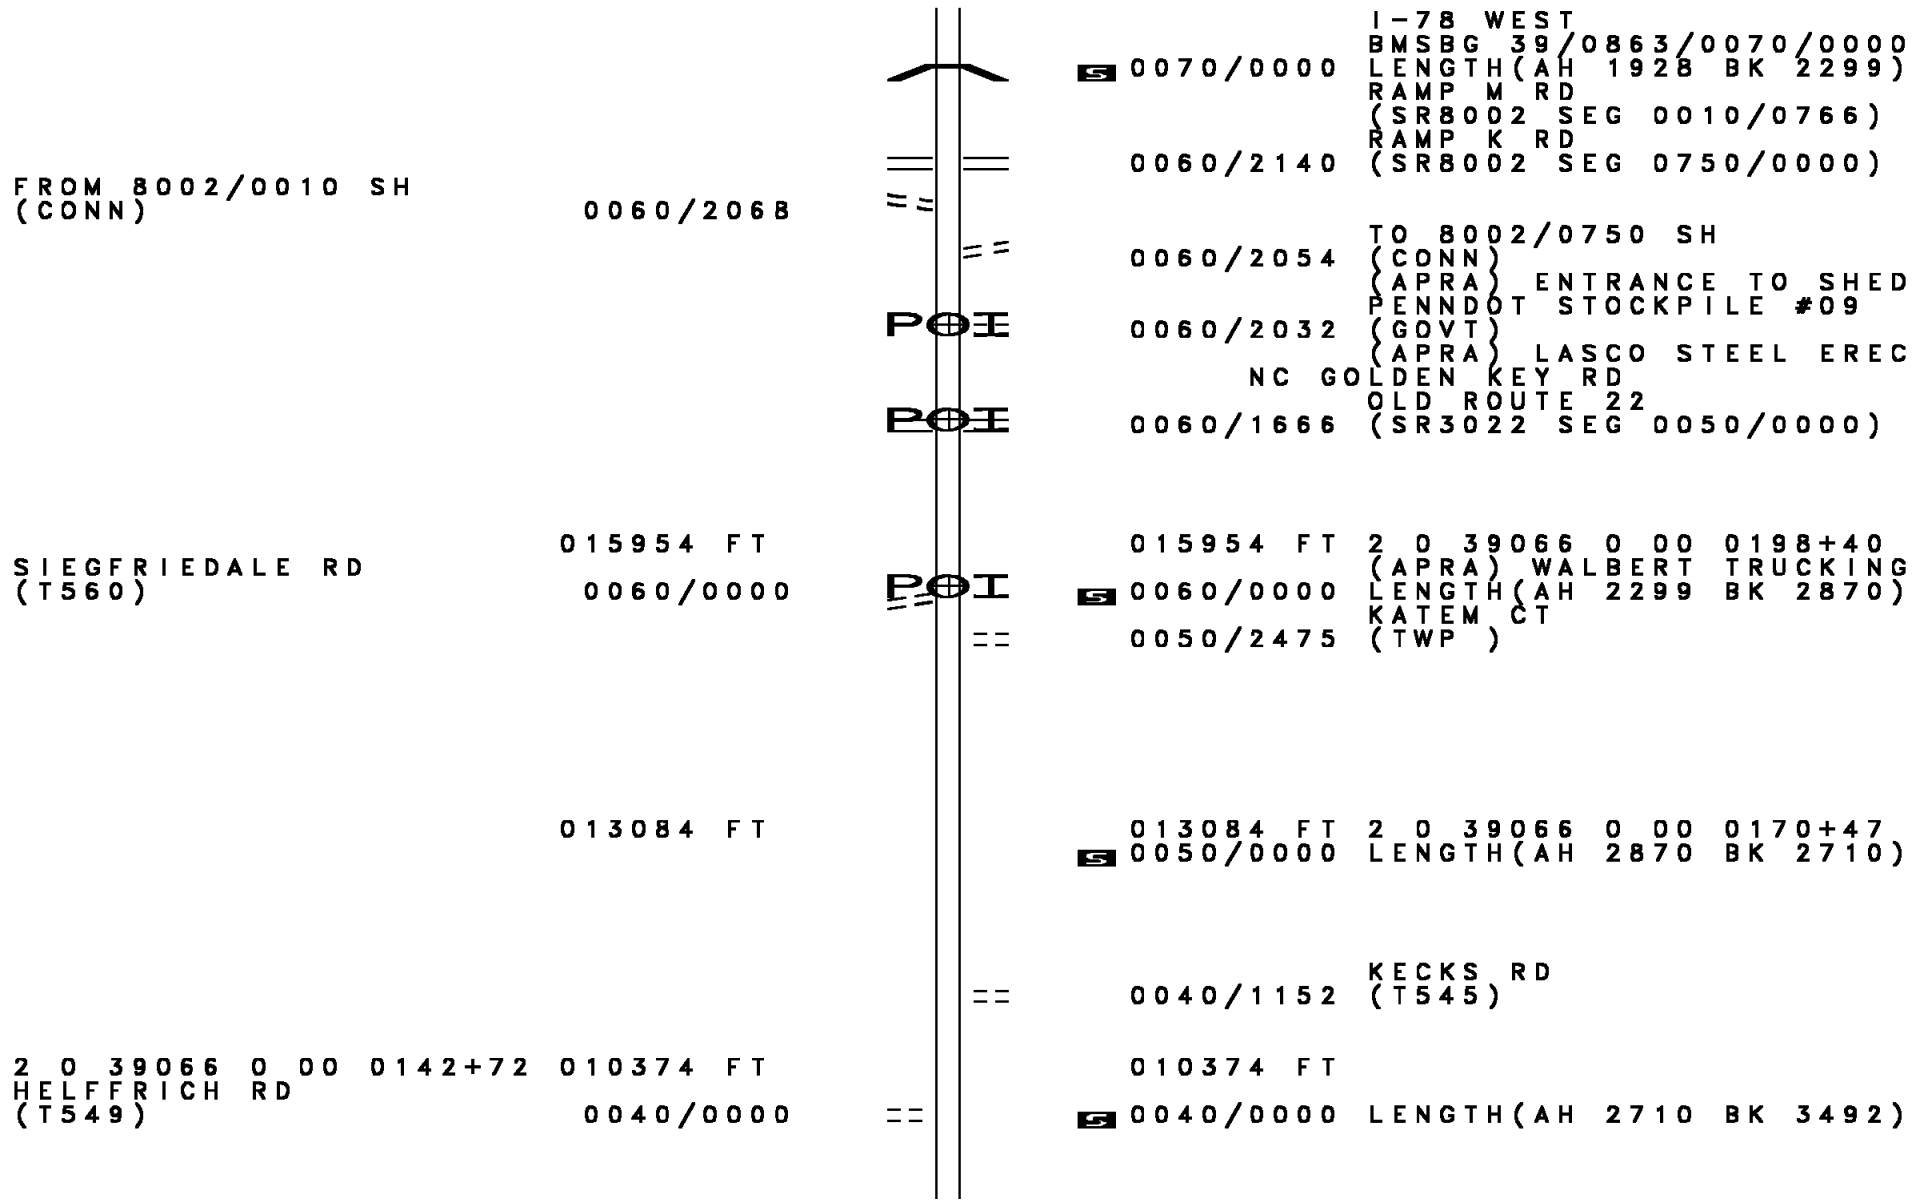 I-78 WEST
BMSBG 39/0863/0070/0000
S 0070/0000 LENGTH(AH 1928 BK 2299)
RAMP M RD
(SR8002 SEG 0010/0766)
RAMP K RD
0060/2140 (SR8002 SEG 0750/0000)
FROM 8002/0010 SH
(CONN) 0060/2068
TO 8002/0750 SH
0060/2054 (CONN)
(APRA) ENTRANCE TO SHED
PENNDOT STOCKPILE #09
POI 0060/2032 (GOVT)
(APRA) LASCO STEEL EREC
NC GOLDEN KEY RD
OLD ROUTE 22
POI 0060/1666 (SR3022 SEG 0050/0000)
015954 FT 015954 FT 2 0 39066 0 00 0198+40
SIEGFRIEDALE RD (APRA) WALBERT TRUCKING
(T560) 0060/0000 POI S 0060/0000 LENGTH(AH 2299 BK 2870)
KATEM CT
0050/2475 (TWP )
013084 FT 013084 FT 2 0 39066 0 00 0170+47
S 0050/0000 LENGTH(AH 2870 BK 2710)
KECKS RD
0040/1152 (T545)
2 0 39066 0 00 0142+72 010374 FT 010374 FT
HELFFRICH RD
(T549) 0040/0000 S 0040/0000 LENGTH(AH 2710 BK 3492)